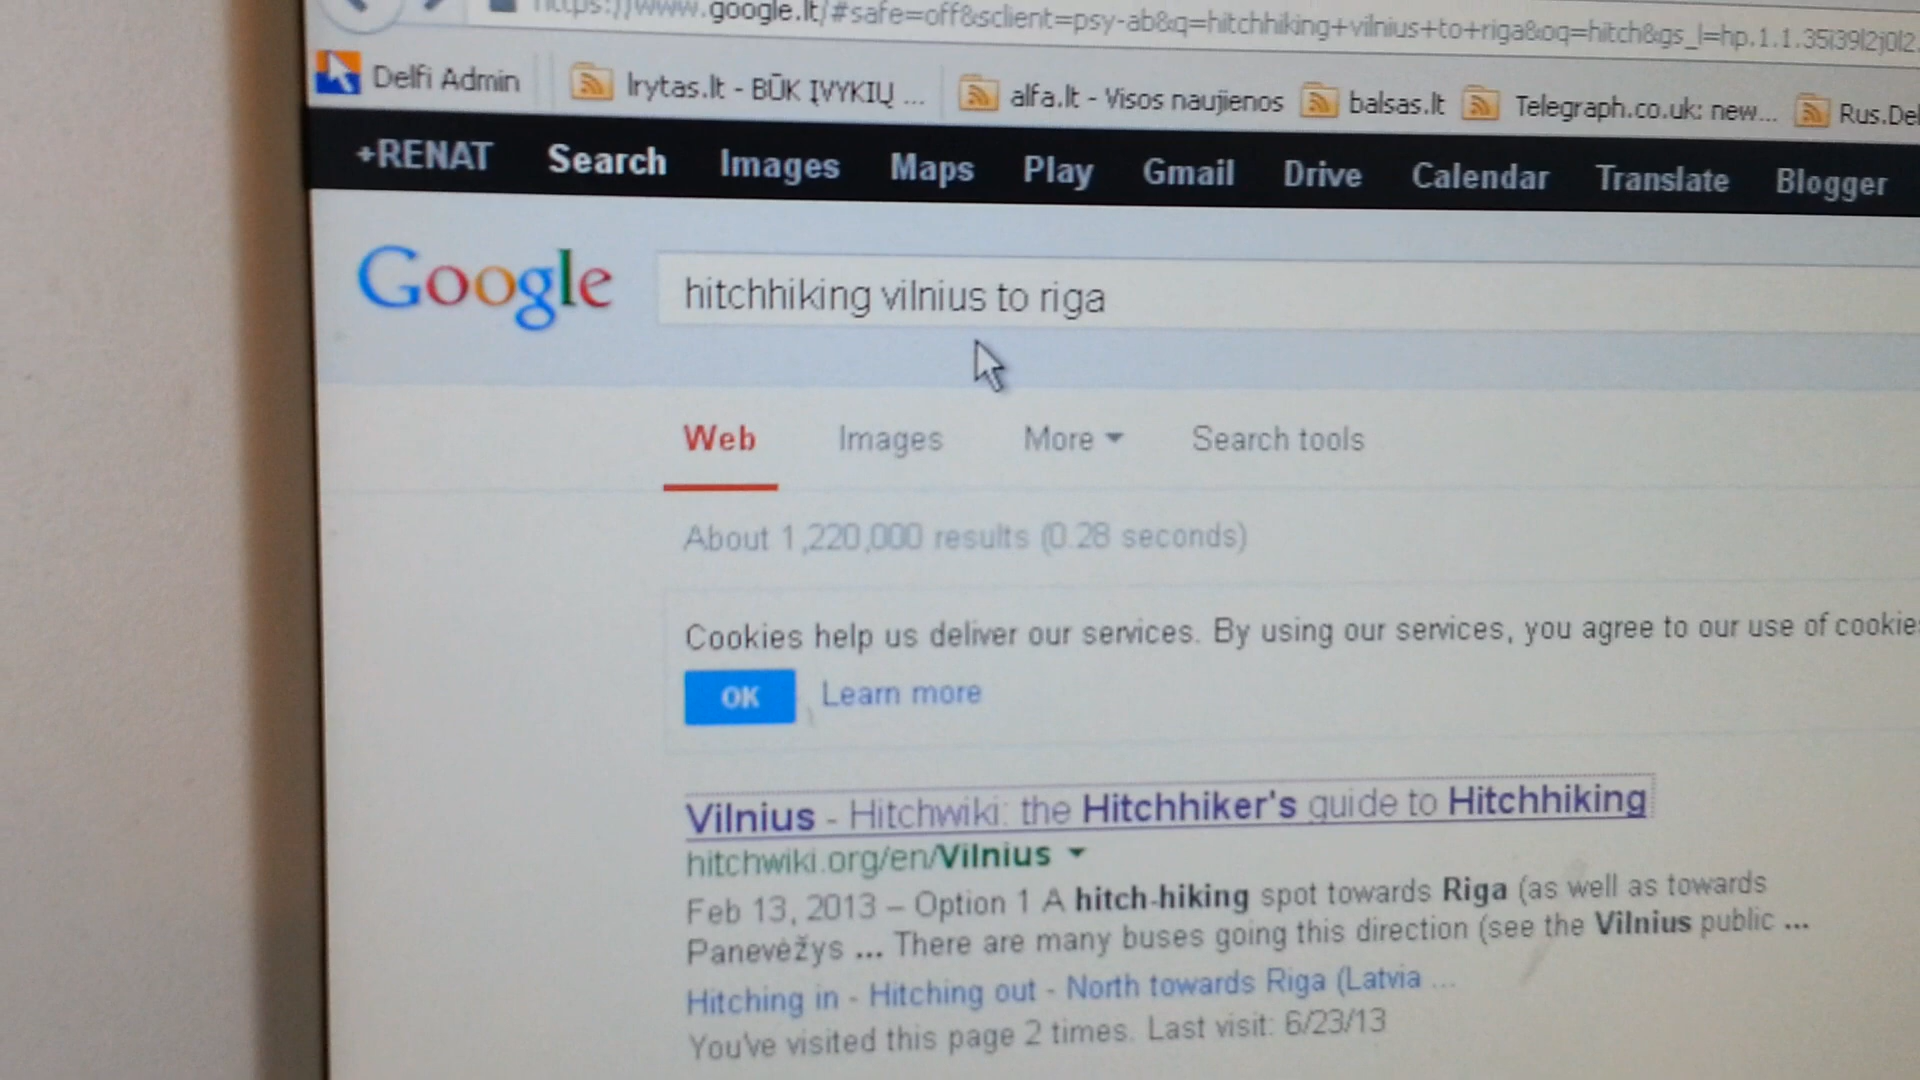 https://www.google.lt/#safe=off&sclient=psy-ab&q=hitchhiking+vilnius+to+riga&oq=hitch&gs_l=hp.1.1.35i39l2j0l2.
Delfi Admin lrytas.lt - BŪK ĮVYKIŲ ... alfa.lt - Visos naujienos balsas.lt Telegraph.co.uk: new... Rus.Del
+RENAT Search Images Maps Play Gmail Drive Calendar Translate Blogger
Google hitchhiking vilnius to riga
Web Images More Search tools
About 1,220,000 results (0.28 seconds)
Cookies help us deliver our services. By using our services, you agree to our use of cookies
OK Learn more
Vilnius - Hitchwiki: the Hitchhiker's guide to Hitchhiking
hitchwiki.org/en/Vilnius
Feb 13, 2013 – Option 1 A hitch-hiking spot towards Riga (as well as towards
Panevėžys ... There are many buses going this direction (see the Vilnius public ...
Hitching in - Hitching out - North towards Riga (Latvia ...
You've visited this page 2 times. Last visit: 6/23/13